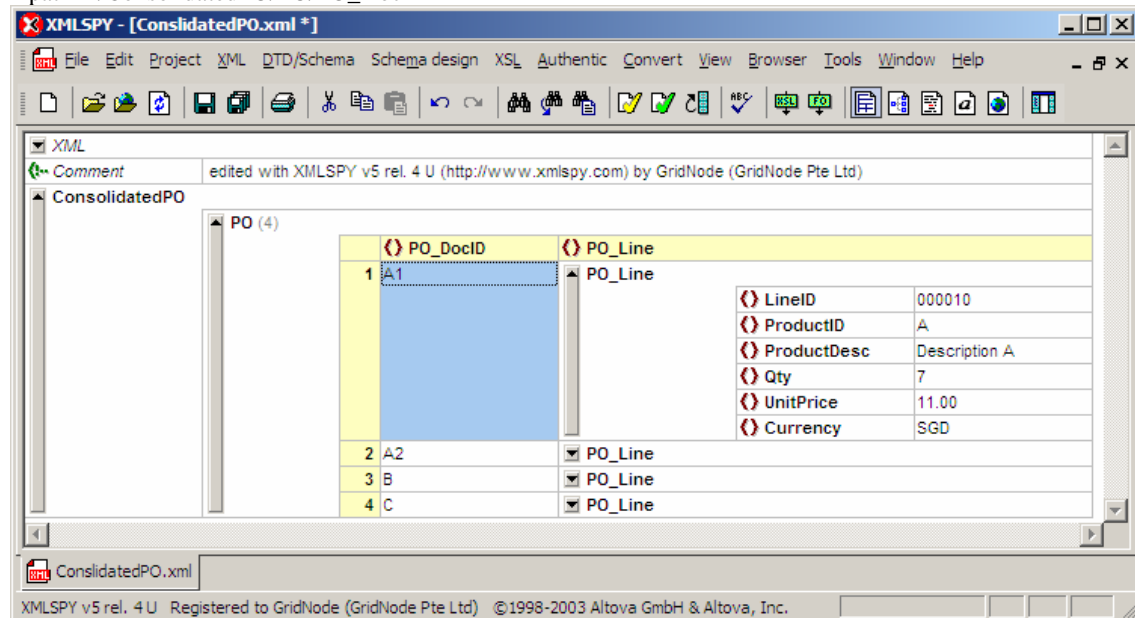 XMLSPY - [ConslidatedPO.xml *]
File Edit Project XML DTD/Schema Schema design XSL Authentic Convert View Browser Tools Window Help
XML
Comment edited with XMLSPY v5 rel. 4 U (http://www.xmlspy.com) by GridNode (GridNode Pte Ltd)
ConsolidatedPO
PO (4)
PO_DocID PO_Line
1 A1 PO_Line
LineID 000010
ProductID A
ProductDesc Description A
Qty 7
UnitPrice 11.00
Currency SGD
2 A2 PO_Line
3 B PO_Line
4 C PO_Line
ConslidatedPO.xml
XMLSPY v5 rel. 4 U Registered to GridNode (GridNode Pte Ltd) ©1998-2003 Altova GmbH & Altova, Inc.